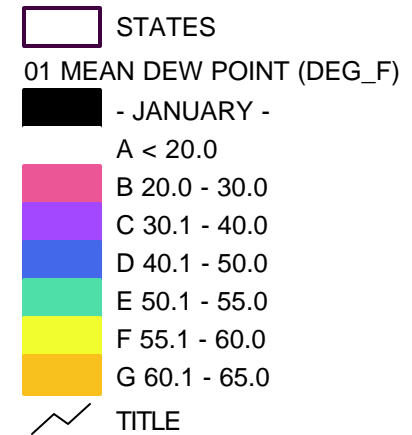 STATES
01 MEAN DEW POINT (DEG_F)
- JANUARY -
A < 20.0
B 20.0 - 30.0
C 30.1 - 40.0
D 40.1 - 50.0
E 50.1 - 55.0
F 55.1 - 60.0
G 60.1 - 65.0
TITLE